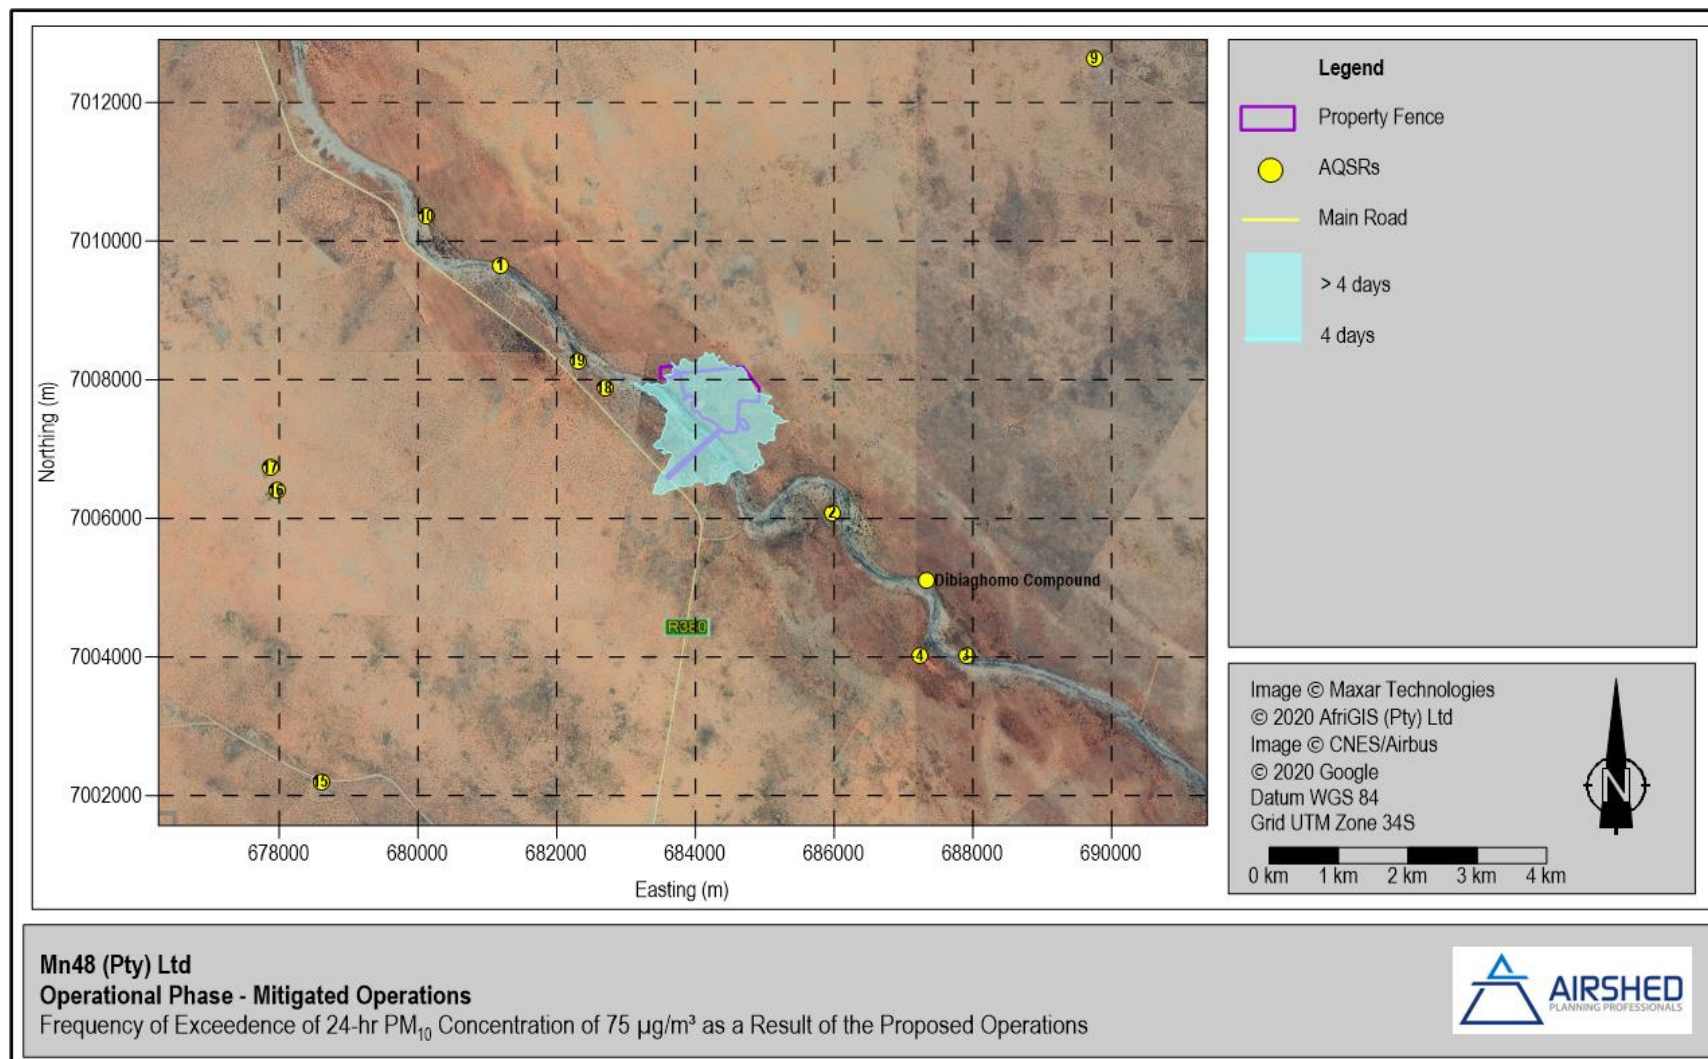 7012000
7010000
7008000
7006000
7004000
7002000
Northing (m)
678000
680000
682000
684000
686000
688000
690000
Easting (m)
9
10
1
19
18
17
16
2
Dibiaghomo Compound
R380
4
3
15
Legend
Property Fence
AQSRs
Main Road
> 4 days
4 days
Image © Maxar Technologies
© 2020 AfriGIS (Pty) Ltd
Image © CNES/Airbus
© 2020 Google
Datum WGS 84
Grid UTM Zone 34S
N
0 km 1 km 2 km 3 km 4 km
Mn48 (Pty) Ltd
Operational Phase - Mitigated Operations
Frequency of Exceedence of 24-hr PM₁₀ Concentration of 75 µg/m³ as a Result of the Proposed Operations
AIRSHED
PLANNING PROFESSIONALS